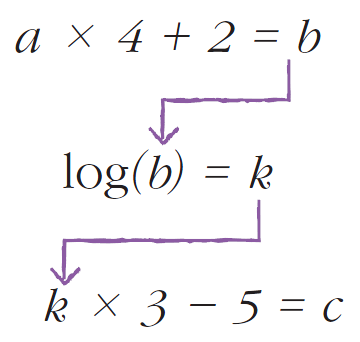 a × 4 + 2 = b
log(b) = k
k × 3 − 5 = c